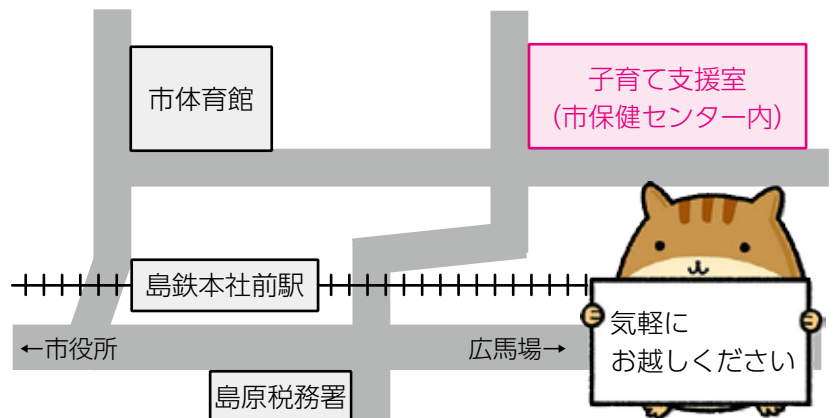 市体育館
子育て支援室
（市保健センター内）
島鉄本社前駅
気軽に
お越しください
←市役所
広馬場→
島原税務署